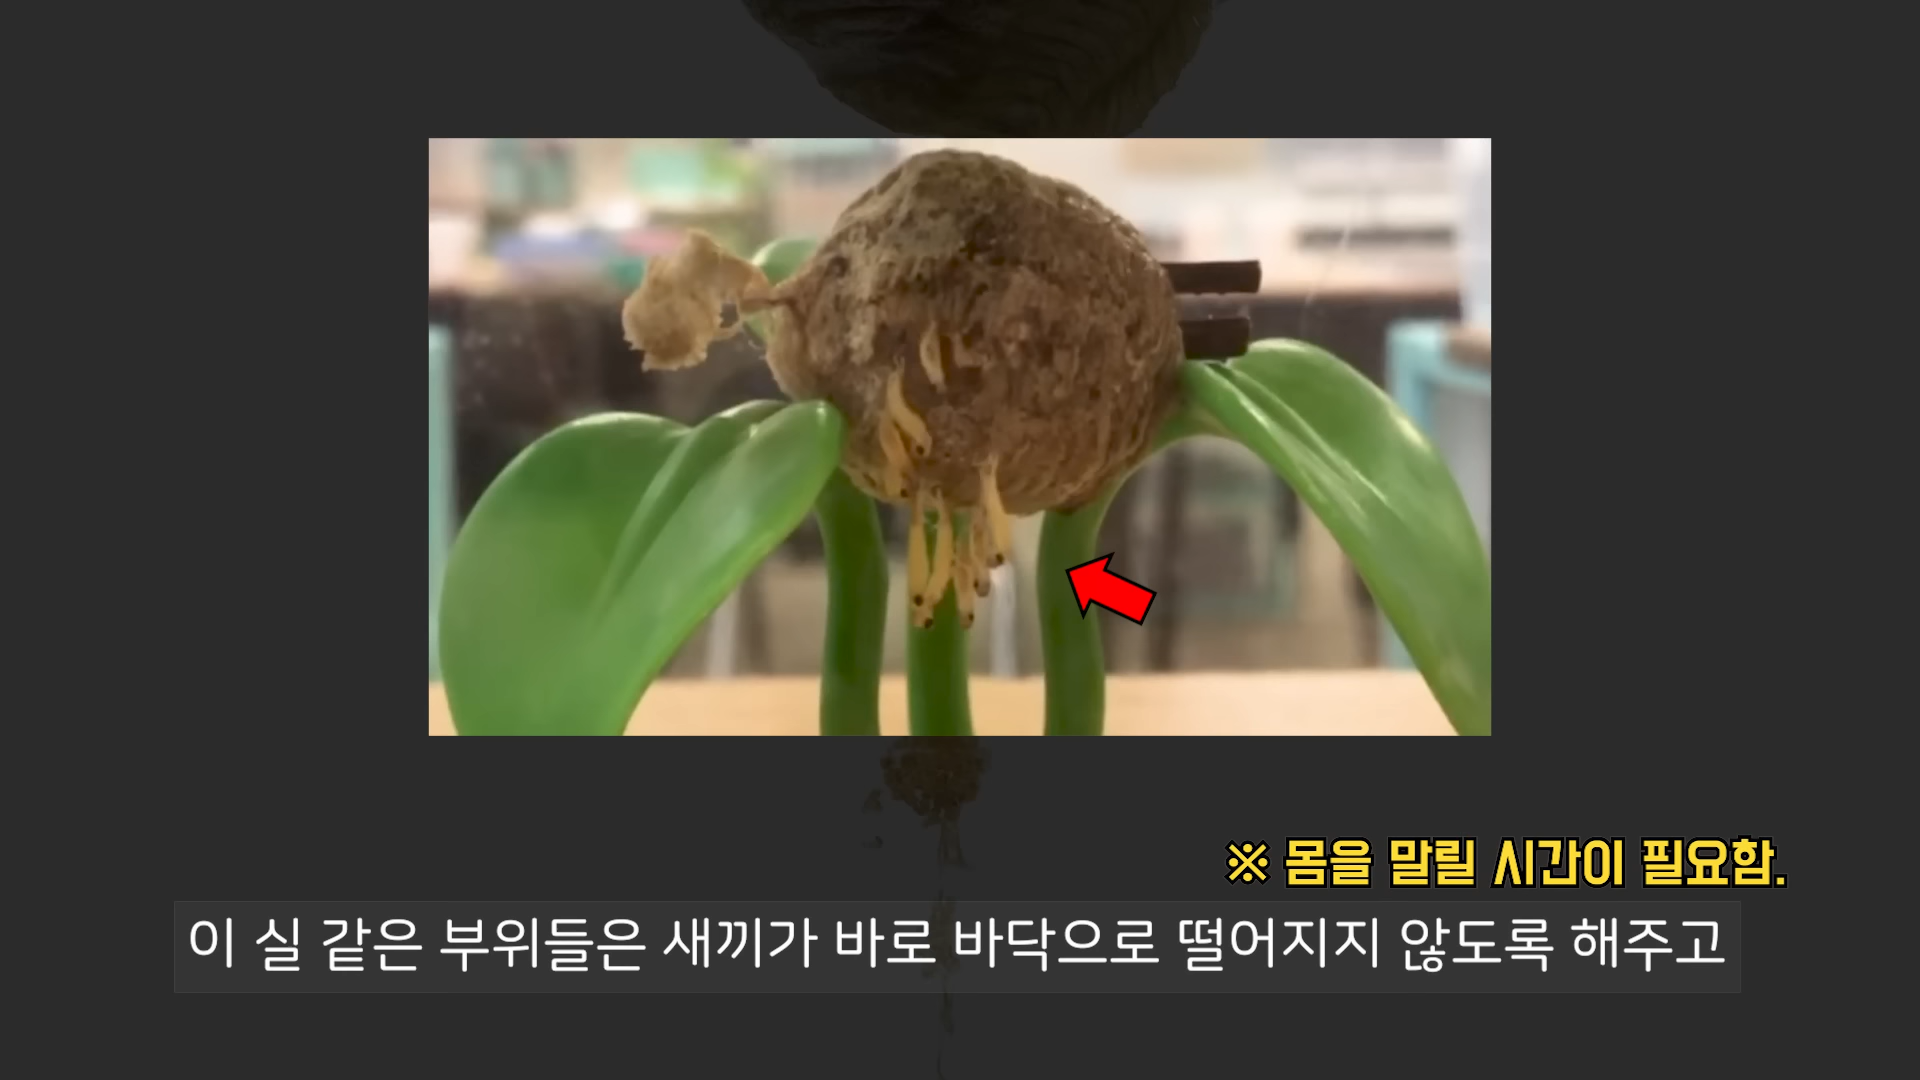 ※ 몸을 말릴 시간이 필요함.
이 실 같은 부위들은 새끼가 바로 바닥으로 떨어지지 않도록 해주고